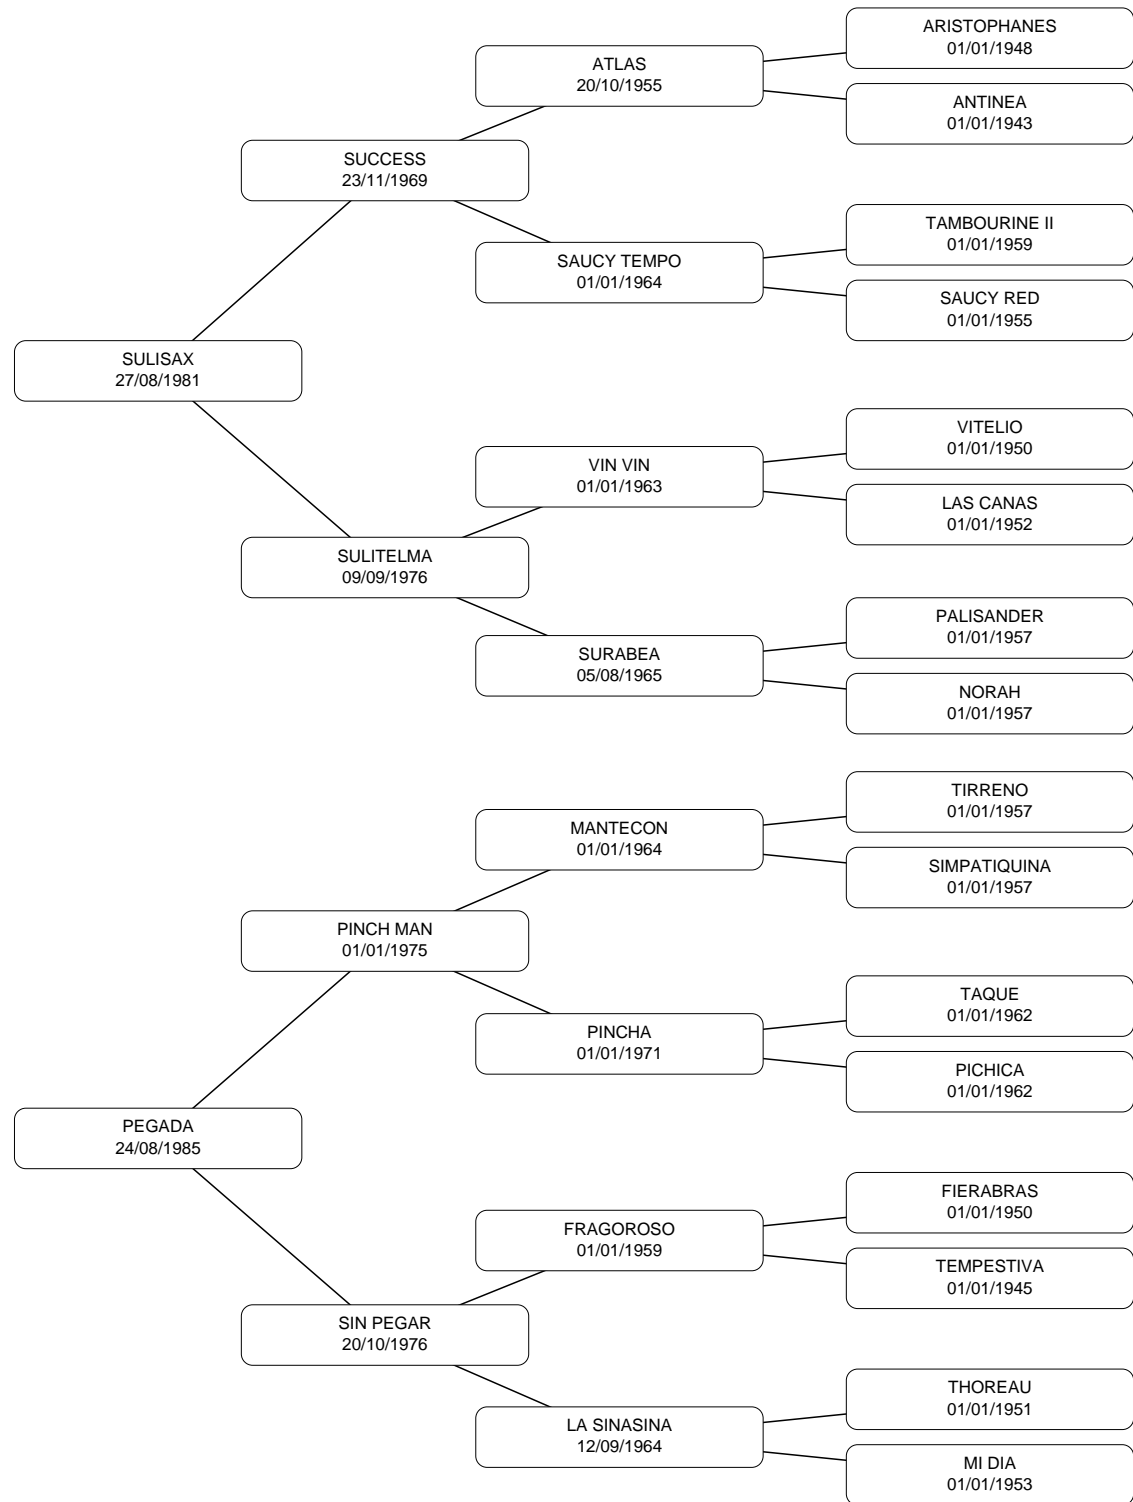 ARISTOPHANES
01/01/1948
ATLAS
20/10/1955
ANTINEA
01/01/1943
SUCCESS
23/11/1969
TAMBOURINE II
01/01/1959
SAUCY TEMPO
01/01/1964
SAUCY RED
01/01/1955
SULISAX
27/08/1981
VITELIO
01/01/1950
VIN VIN
01/01/1963
LAS CANAS
01/01/1952
SULITELMA
09/09/1976
PALISANDER
01/01/1957
SURABEA
05/08/1965
NORAH
01/01/1957
TIRRENO
01/01/1957
MANTECON
01/01/1964
SIMPATIQUINA
01/01/1957
PINCH MAN
01/01/1975
TAQUE
01/01/1962
PINCHA
01/01/1971
PICHICA
01/01/1962
PEGADA
24/08/1985
FIERABRAS
01/01/1950
FRAGOROSO
01/01/1959
TEMPESTIVA
01/01/1945
SIN PEGAR
20/10/1976
THOREAU
01/01/1951
LA SINASINA
12/09/1964
MI DIA
01/01/1953